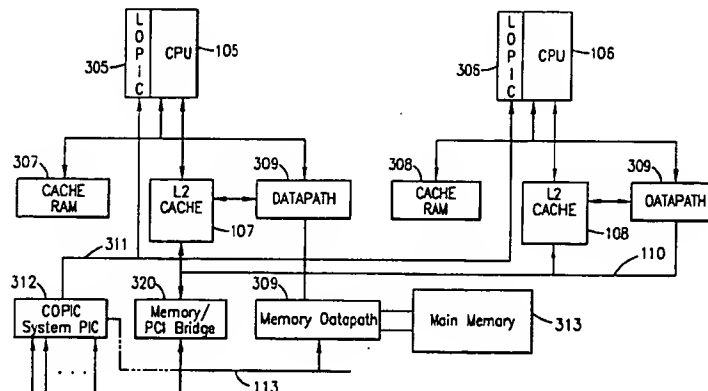 305
LOPIC
CPU
105
306
LOPIC
CPU
106
307
CACHE
RAM
L2
CACHE
107
309
DATAPATH
308
CACHE
RAM
L2
CACHE
108
309
DATAPATH
311
110
312
COPIC
System PIC
320
Memory/
PCI Bridge
309
Memory Datapath
Main Memory
313
. . .
113